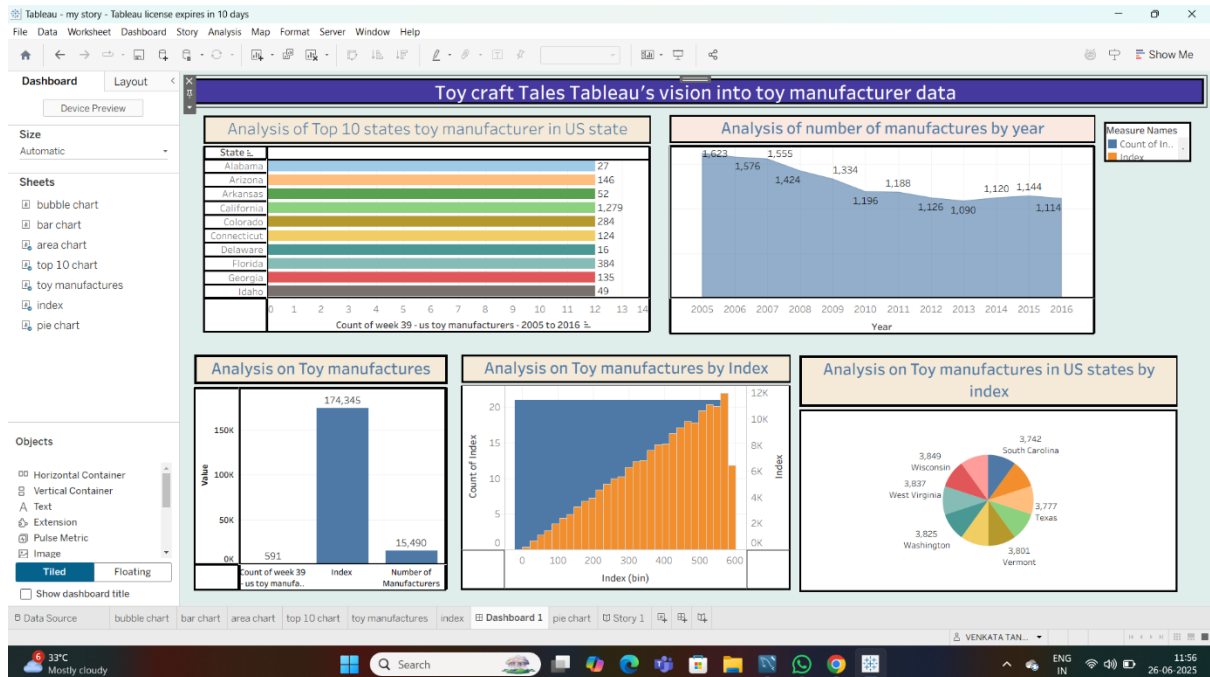 Tableau - my story - Tableau license expires in 10 days
File Data Worksheet Dashboard Story Analysis Map Format Server Window Help
Show Me
Dashboard Layout
Device Preview
Size
Automatic
Sheets
bubble chart
bar chart
area chart
top 10 chart
toy manufactures
index
pie chart
Objects
Horizontal Container
Vertical Container
Text
Extension
Pulse Metric
Image
Tiled Floating
Show dashboard title
Toy craft Tales Tableau's vision into toy manufacturer data
Analysis of Top 10 states toy manufacturer in US state
State
Alabama 27
Arizona 146
Arkansas 52
California 1,279
Colorado 284
Connecticut 124
Delaware 16
Florida 384
Georgia 135
Idaho 49
0 1 2 3 4 5 6 7 8 9 10 11 12 13 14
Count of week 39 - us toy manufacturers - 2005 to 2016
Analysis of number of manufactures by year
1,623 1,576 1,555 1,424 1,334 1,196 1,188 1,126 1,090 1,120 1,144 1,114
2005 2006 2007 2008 2009 2010 2011 2012 2013 2014 2015 2016
Year
Measure Names
Count of In..
Index
Analysis on Toy manufactures
174,345
591
15,490
150K
100K
50K
0K
Value
Count of week 39
- us toy manufa..
Index
Number of
Manufacturers
Analysis on Toy manufactures by Index
20
15
10
5
0
Count of Index
12K
10K
8K
6K
4K
2K
0K
Index
0 100 200 300 400 500 600
Index (bin)
Analysis on Toy manufactures in US states by
index
3,742
South Carolina
3,777
Texas
3,801
Vermont
3,825
Washington
3,837
West Virginia
3,849
Wisconsin
Data Source bubble chart bar chart area chart top 10 chart toy manufactures index Dashboard 1 pie chart Story 1
VENKATA TAN...
6
33°C
Mostly cloudy
Search
ENG
IN
11:56
26-06-2025